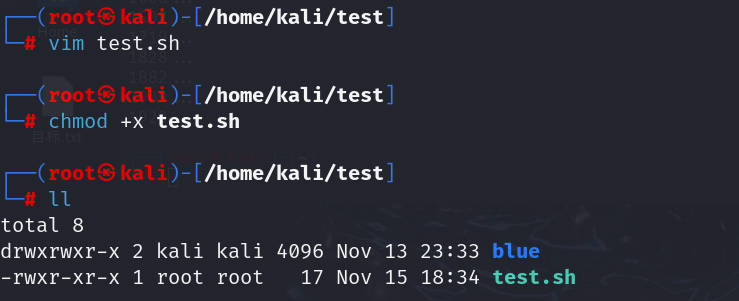 ┌──(root㉿kali)-[/home/kali/test]
└─# vim test.sh
┌──(root㉿kali)-[/home/kali/test]
└─# chmod +x test.sh
┌──(root㉿kali)-[/home/kali/test]
└─# ll
total 8
drwxrwxr-x 2 kali kali 4096 Nov 13 23:33 blue
-rwxr-xr-x 1 root root   17 Nov 15 18:34 test.sh